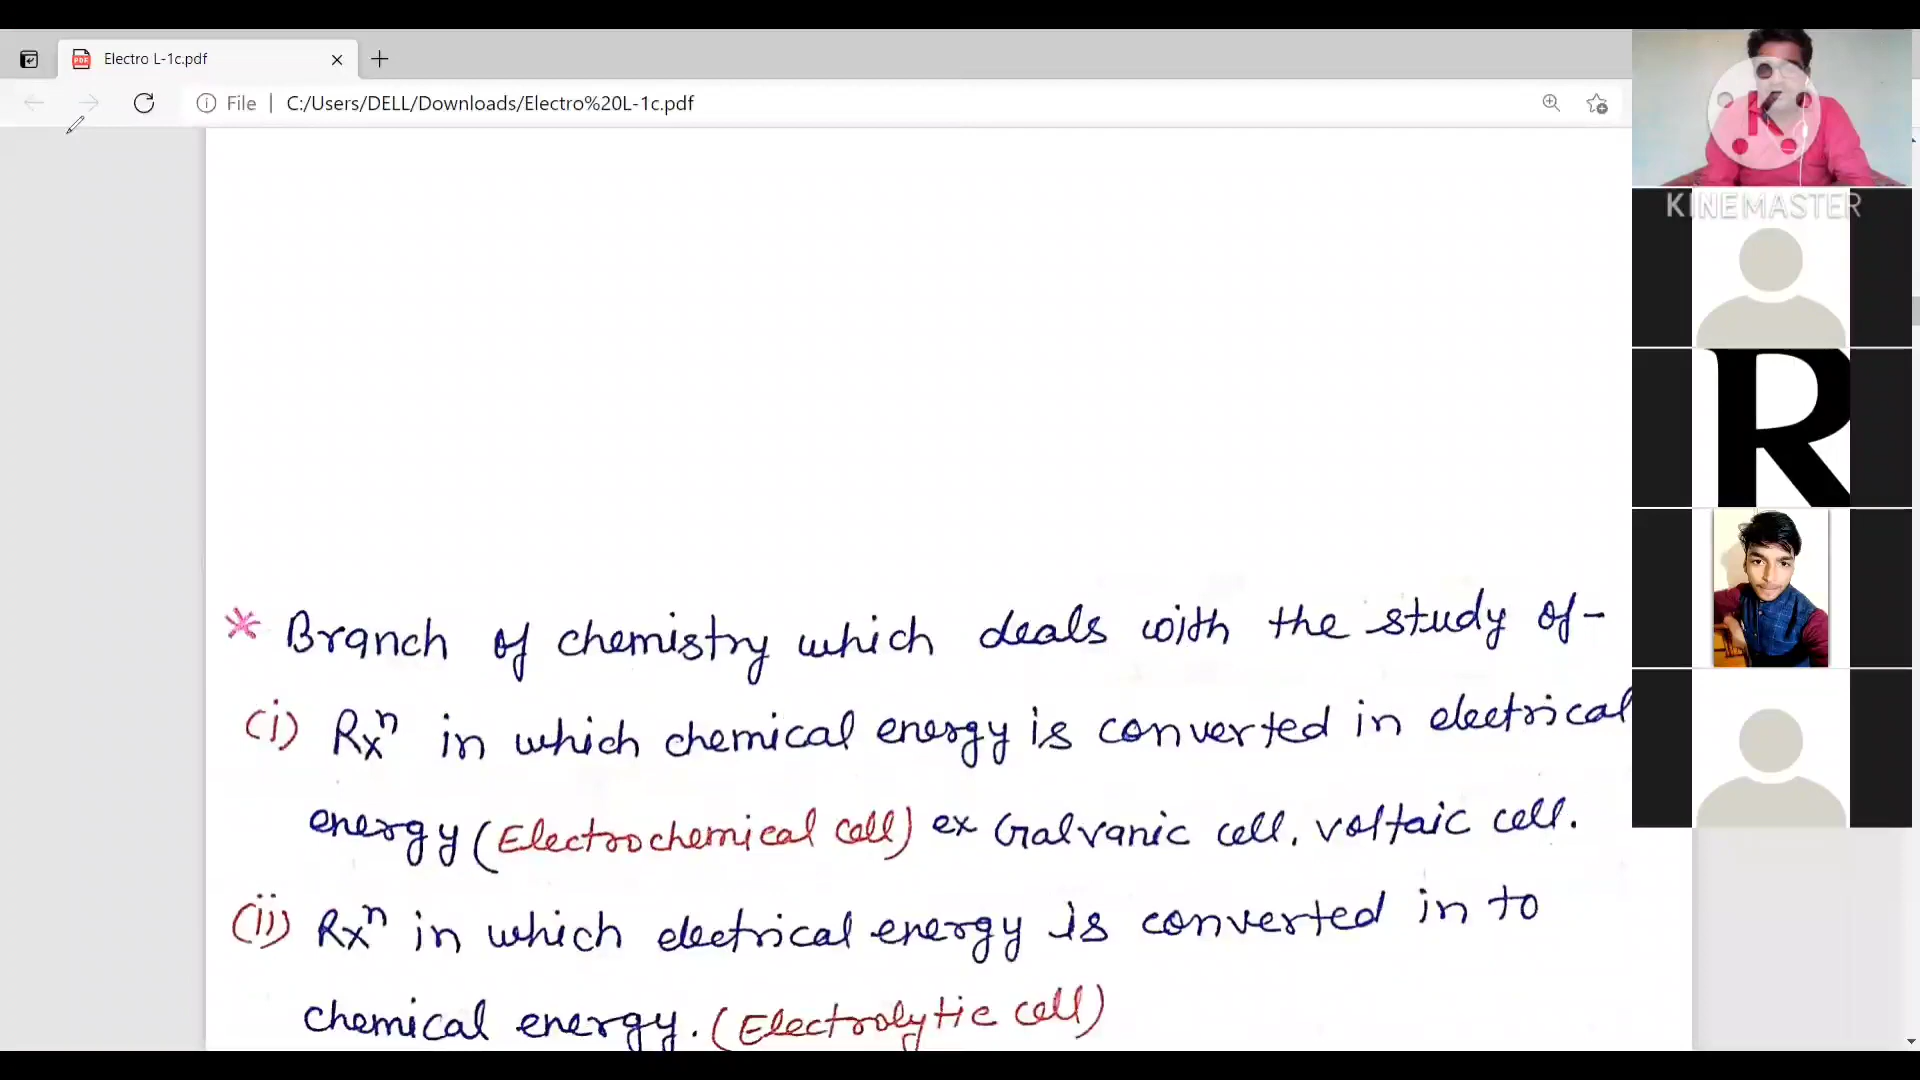 Electro L-1c.pdf
File | C:/Users/DELL/Downloads/Electro%20L-1c.pdf
K
KINEMASTER
R
* Branch of chemistry which deals with the study of-
(i) Rxⁿ in which chemical energy is converted in electrical
energy (Electrochemical cell) ex Galvanic cell, voltaic cell.
(ii) Rxⁿ in which electrical energy is converted in to
chemical energy. (Electrolytic cell)